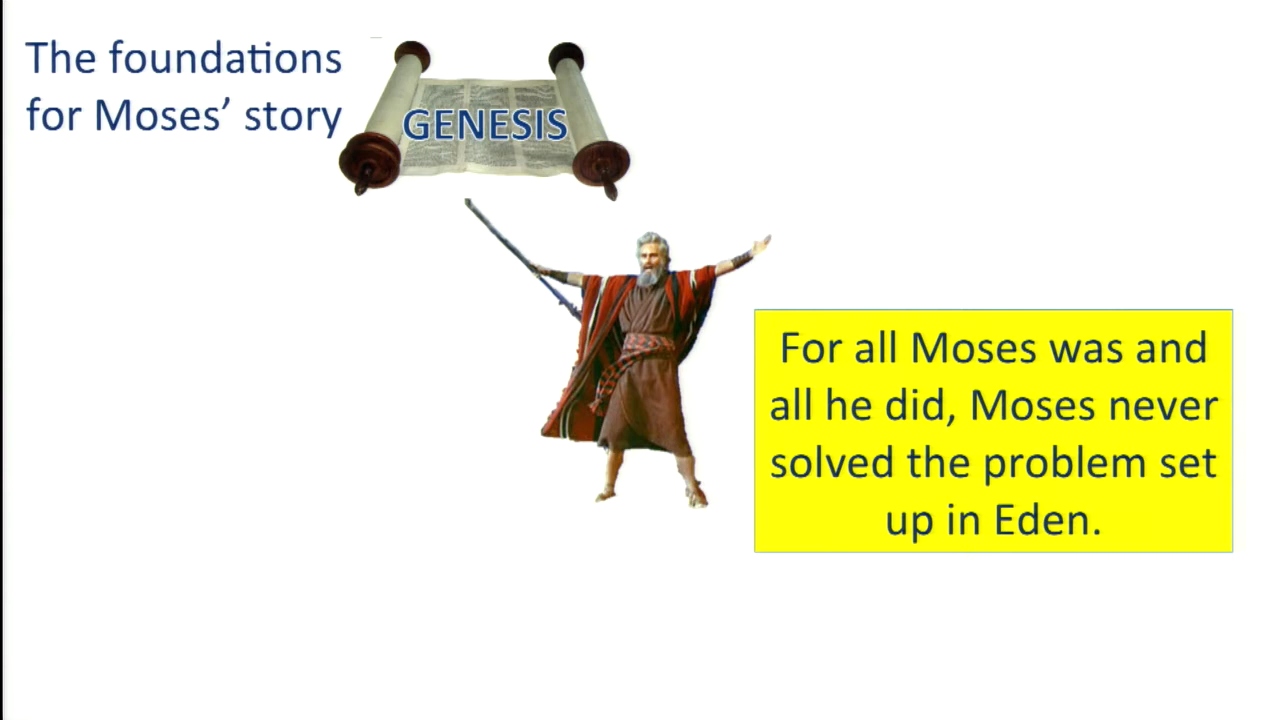 The foundations
for Moses’ story
GENESIS
For all Moses was and
all he did, Moses never
solved the problem set
up in Eden.